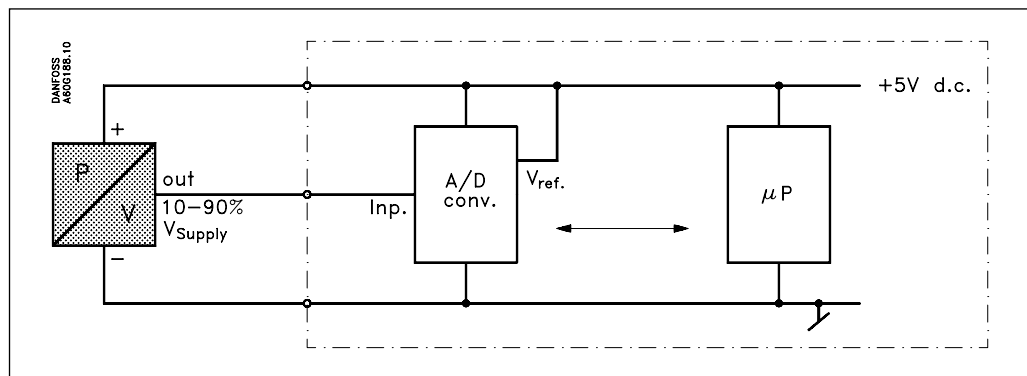 DANFOSS
A60G188.10
+5V d.c.
+
P
V
out
10-90%
VSupply
-
Inp.
A/D
conv.
Vref.
µP